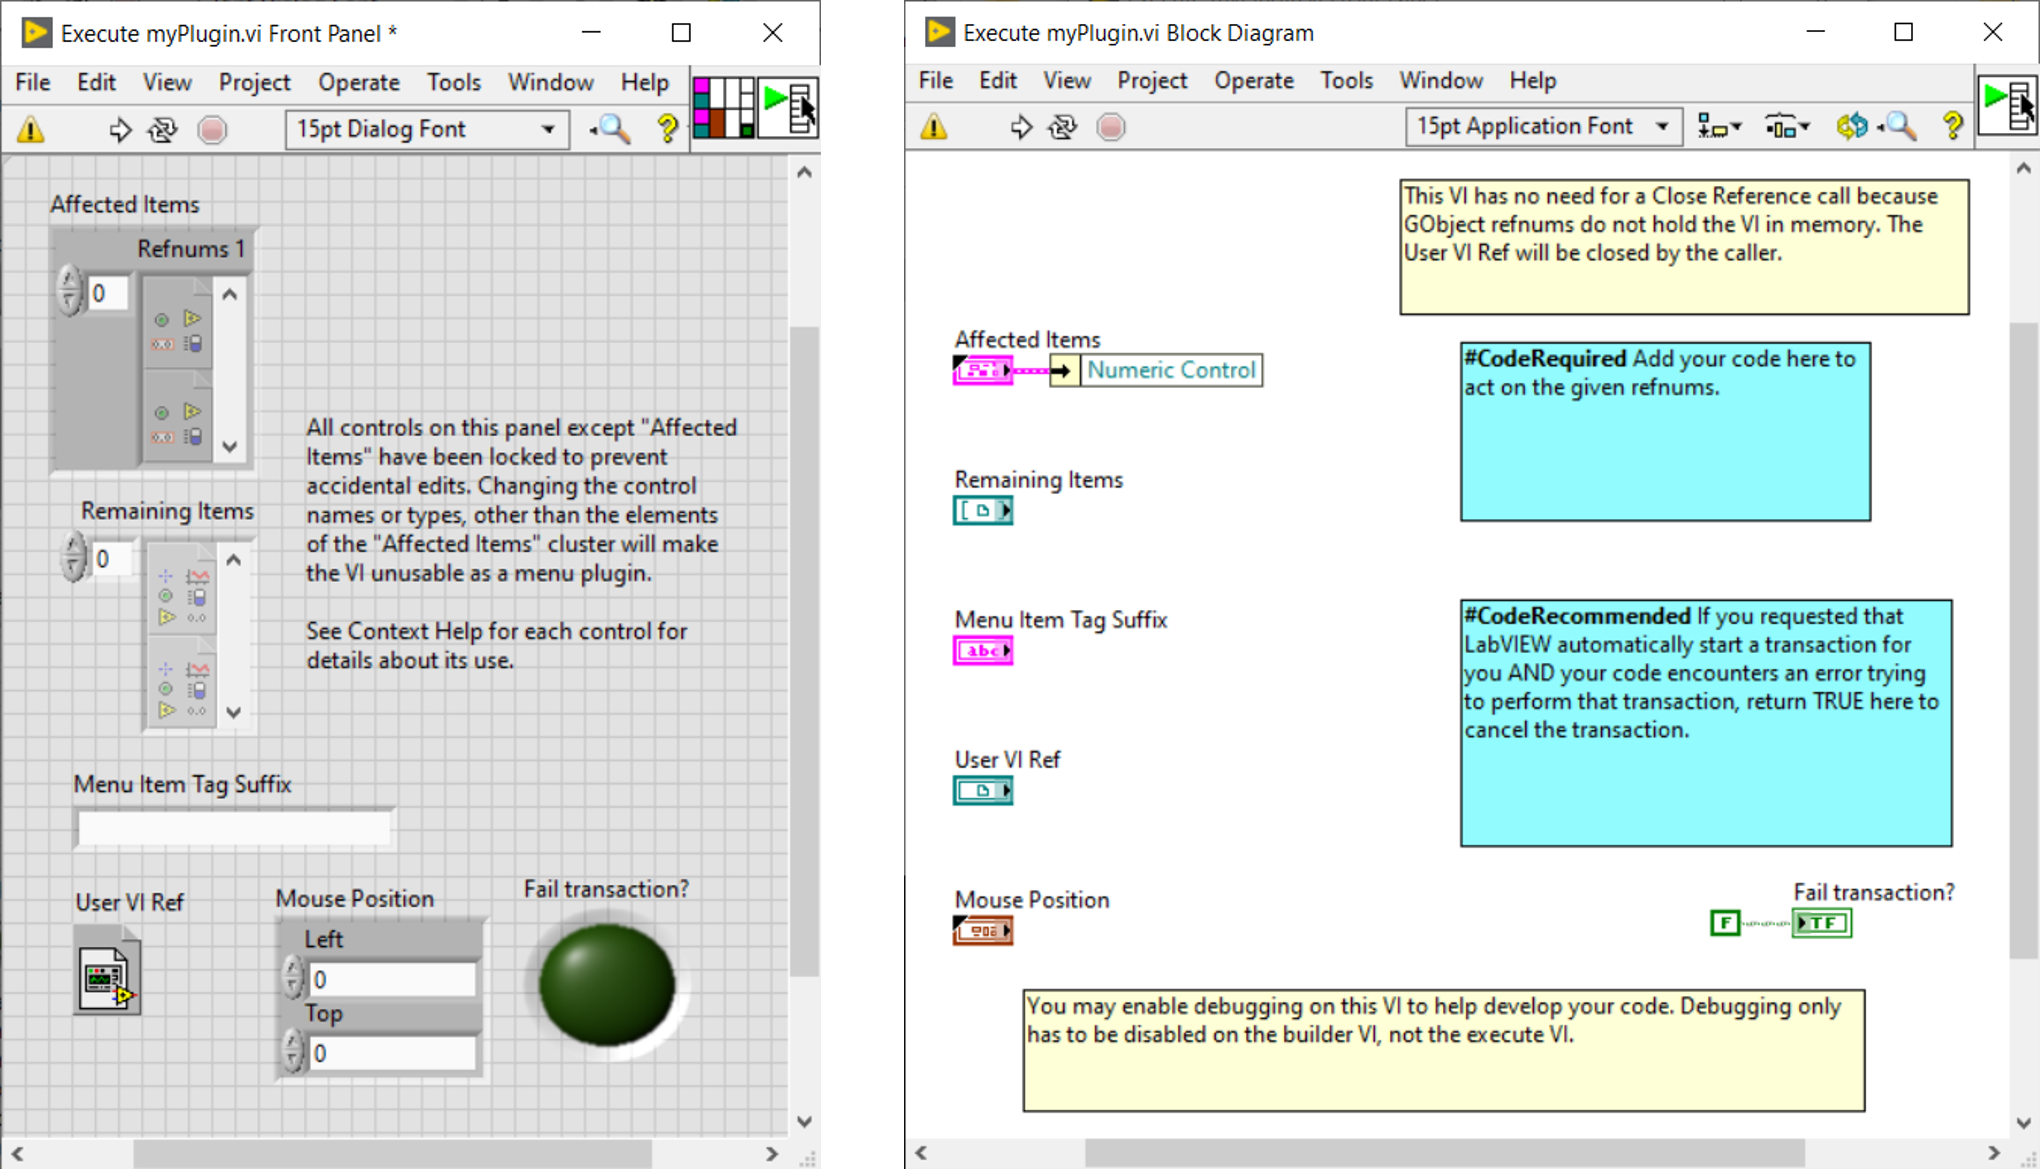 Execute myPlugin.vi Front Panel *
File Edit View Project Operate Tools Window Help
15pt Dialog Font
Affected Items
Refnums 1
0
All controls on this panel except "Affected
Items" have been locked to prevent
accidental edits. Changing the control
names or types, other than the elements
of the "Affected Items" cluster will make
the VI unusable as a menu plugin.
See Context Help for each control for
details about its use.
Remaining Items
0
Menu Item Tag Suffix
User VI Ref
Mouse Position
Left
0
Top
0
Fail transaction?
Execute myPlugin.vi Block Diagram
File Edit View Project Operate Tools Window Help
15pt Application Font
This VI has no need for a Close Reference call because
GObject refnums do not hold the VI in memory. The
User VI Ref will be closed by the caller.
Affected Items
Numeric Control
#CodeRequired Add your code here to
act on the given refnums.
Remaining Items
Menu Item Tag Suffix
abc
#CodeRecommended If you requested that
LabVIEW automatically start a transaction for
you AND your code encounters an error trying
to perform that transaction, return TRUE here to
cancel the transaction.
User VI Ref
Mouse Position
Fail transaction?
F
TF
You may enable debugging on this VI to help develop your code. Debugging only
has to be disabled on the builder VI, not the execute VI.